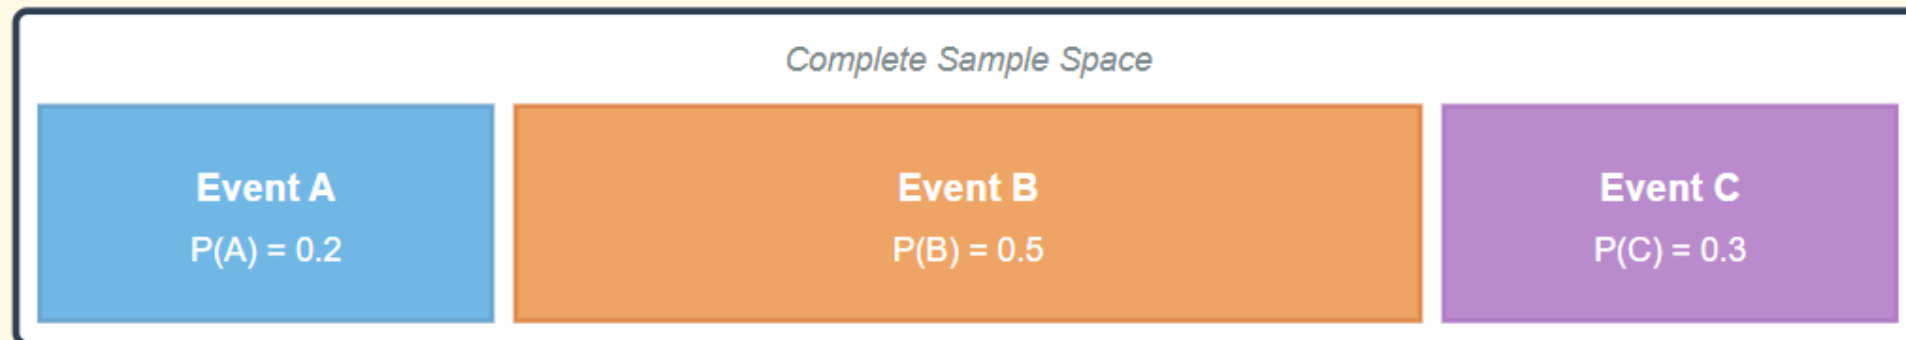 Complete Sample Space
Event A
P(A) = 0.2
Event B
P(B) = 0.5
Event C
P(C) = 0.3